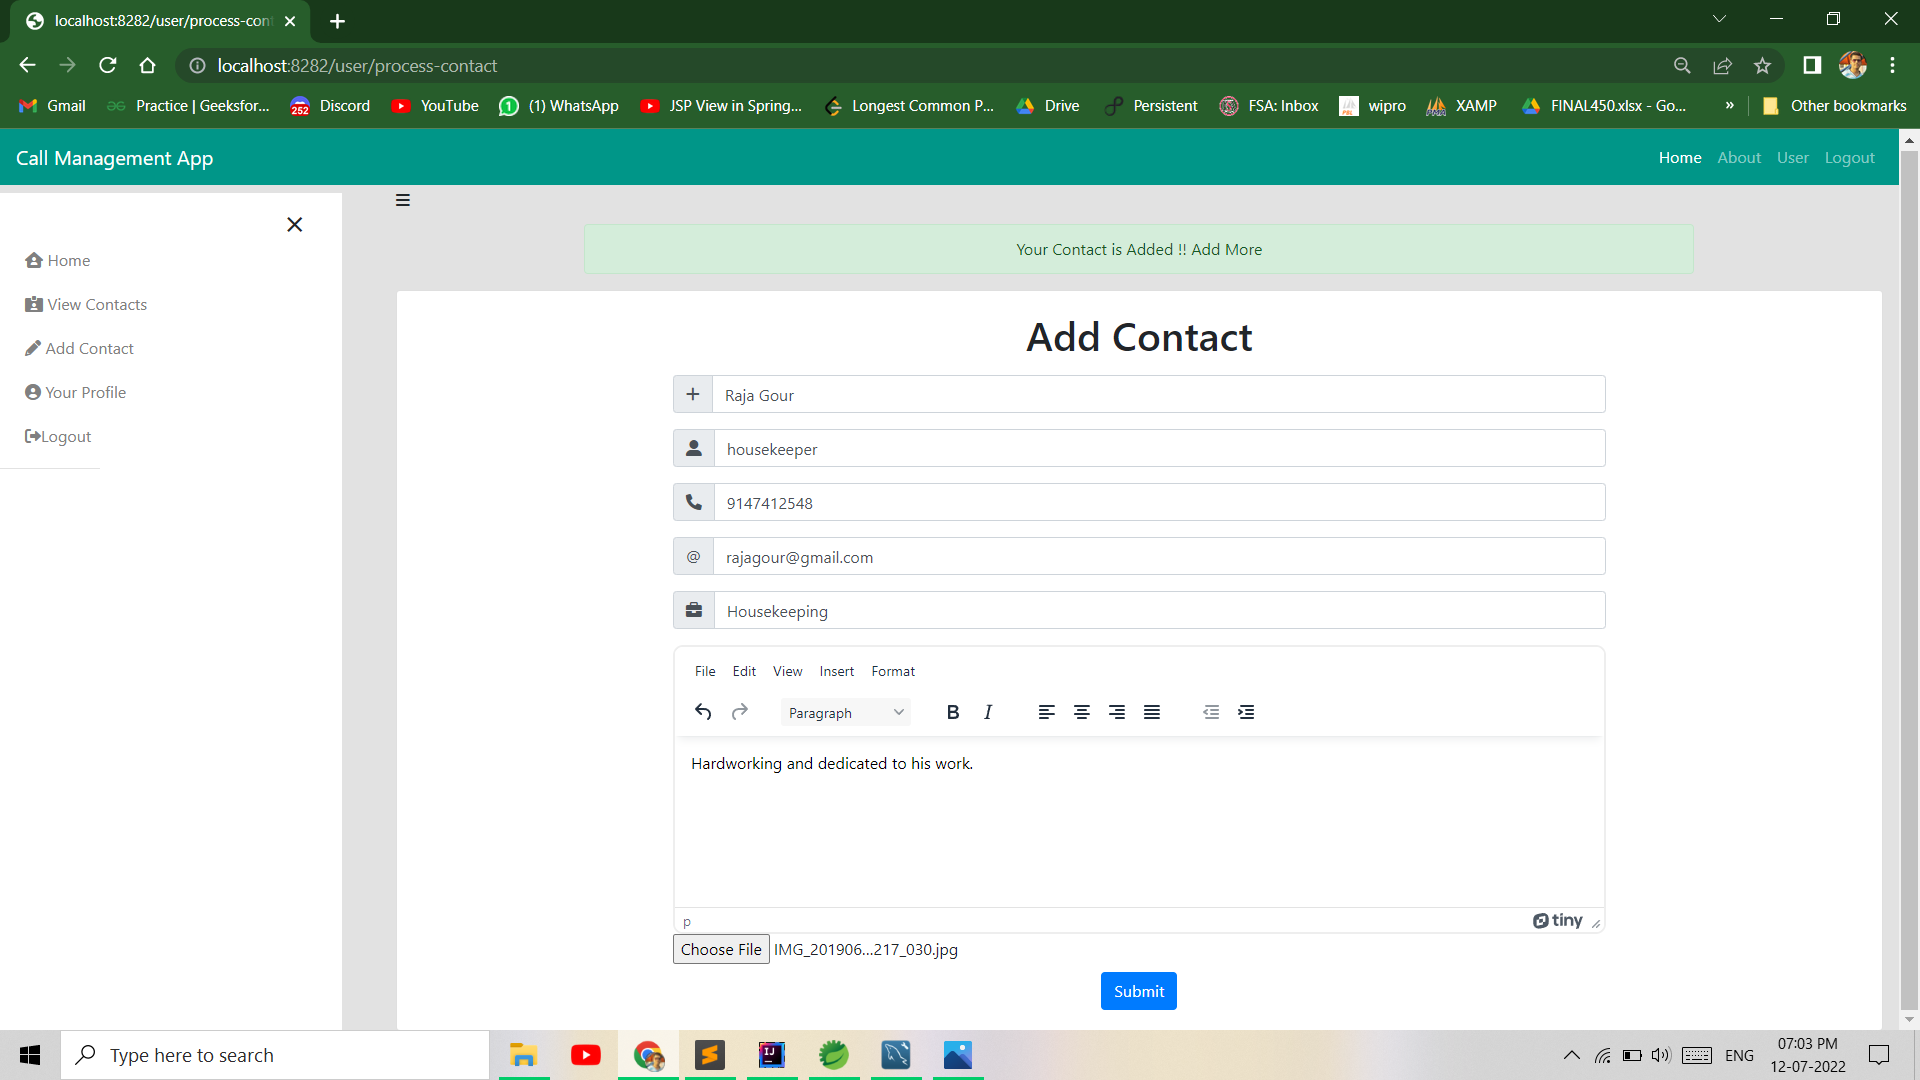 localhost:8282/user/process-cont
localhost:8282/user/process-contact
Gmail Practice | Geeksfor... 252 Discord YouTube (1) WhatsApp JSP View in Spring... Longest Common P... Drive Persistent FSA: Inbox wipro XAMP FINAL450.xlsx - Go... » Other bookmarks
Call Management App Home About User Logout
Your Contact is Added !! Add More
Home
View Contacts
Add Contact
Your Profile
Logout
Add Contact
Raja Gour
housekeeper
9147412548
@ rajagour@gmail.com
Housekeeping
File Edit View Insert Format
Paragraph B I
Hardworking and dedicated to his work.
p tiny
Choose File IMG_201906...217_030.jpg
Submit
Type here to search
ENG
07:03 PM
12-07-2022